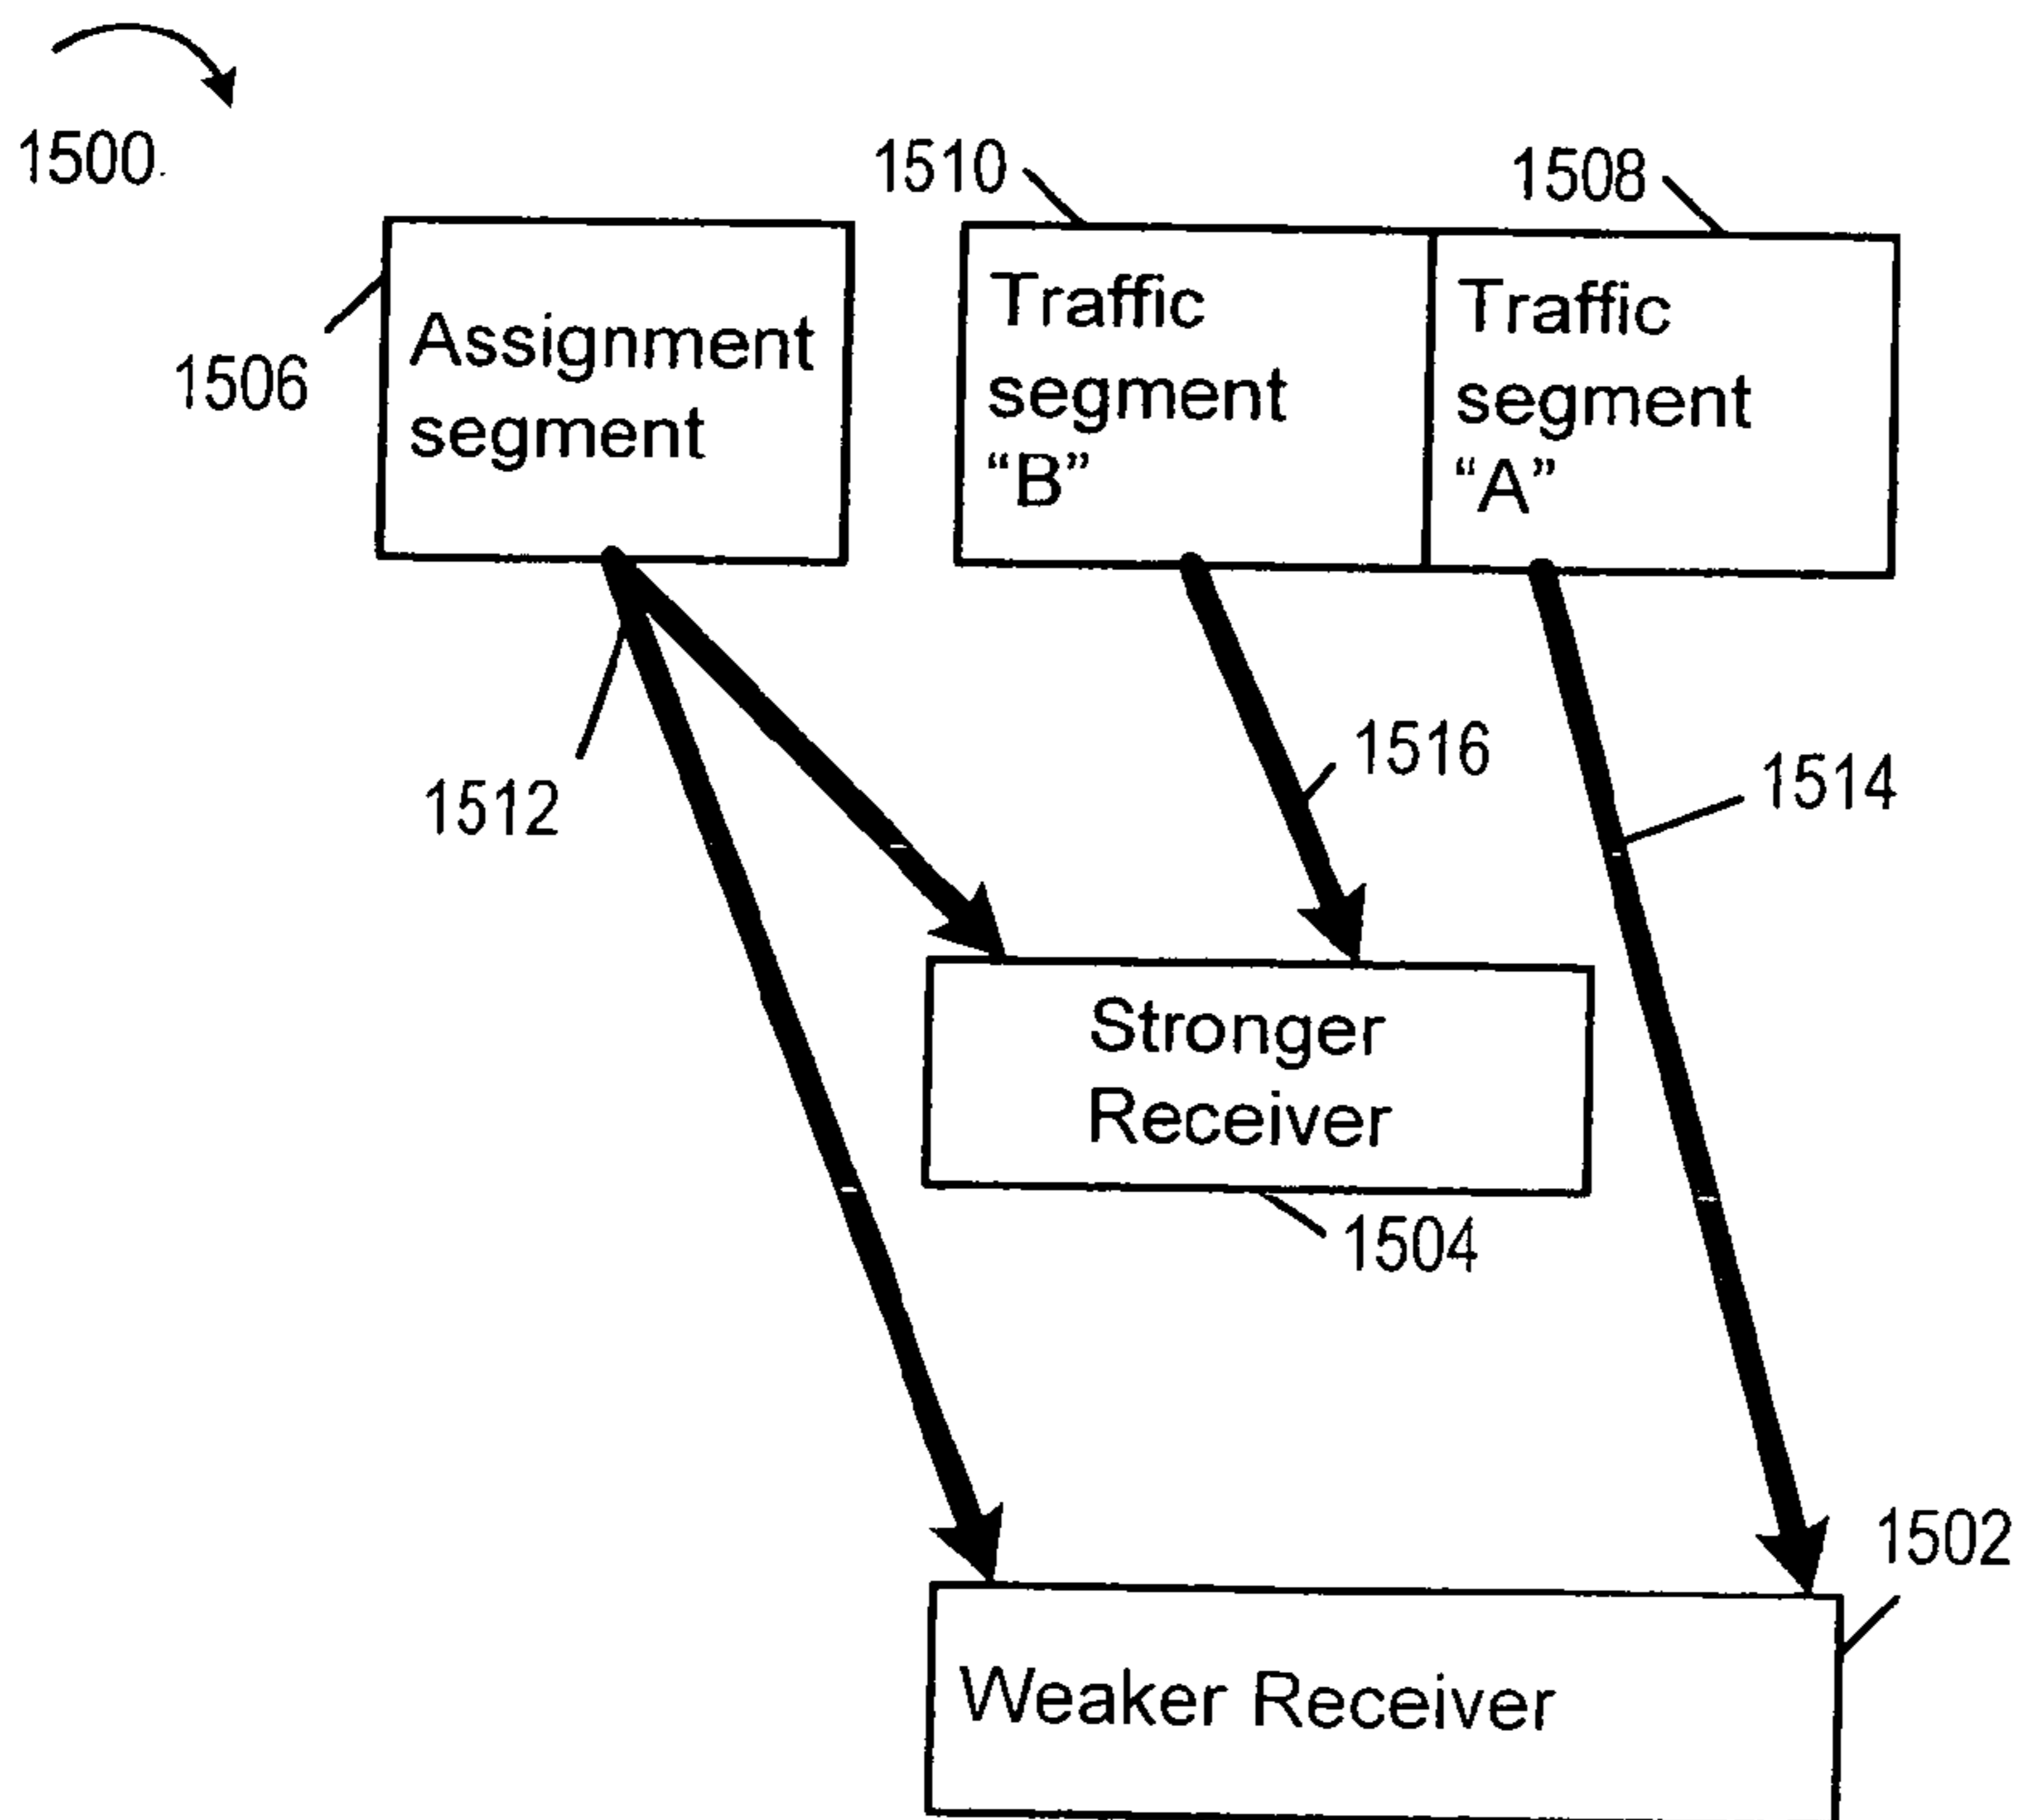 1500.
1510
1508
1506
Assignment
segment
Traffic
segment
“B”
Traffic
segment
“A”
1512
1516
1514
Stronger
Receiver
1504
1502
Weaker Receiver